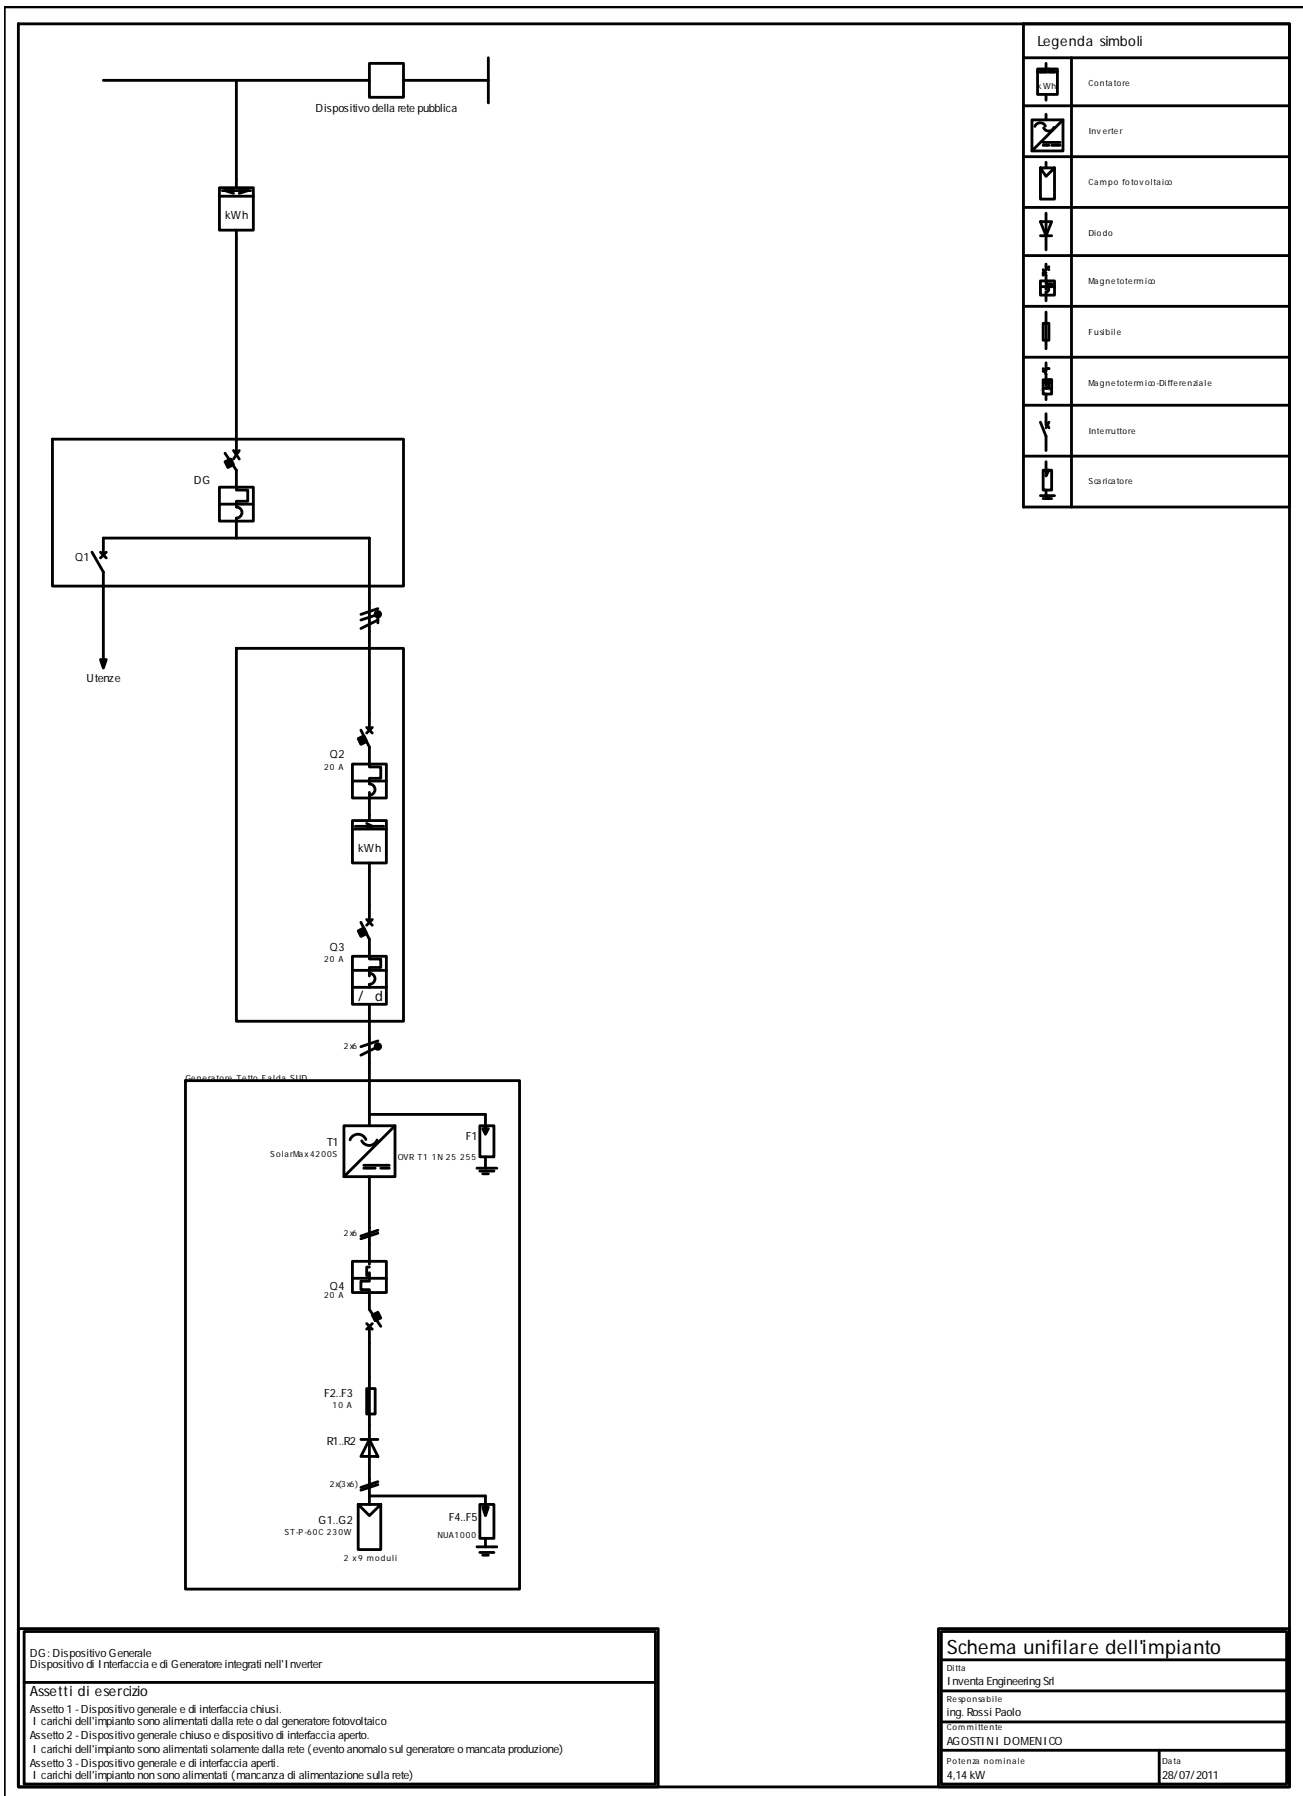 Legenda simboli
kWh
Contatore
Inverter
Campo fotovoltaico
Diodo
Magnetotermico
Fusibile
Magnetotermico-Differenziale
Interruttore
Scaricatore
Dispositivo della rete pubblica
kWh
DG
Q1
Utenze
Q2
20 A
kWh
Q3
20 A
/ d
2x6
Generatore Tetto Falda SUD
T1
SolarMax 4200S
F1
OVR T1 1N 25 255
2x6
Q4
20 A
F2..F3
10 A
R1..R2
2x(3x6)
G1..G2
ST-P-60C 230W
2 x 9 moduli
F4..F5
NUA1000
DG: Dispositivo Generale
Dispositivo di Interfaccia e di Generatore integrati nell'Inverter
Assetti di esercizio
Assetto 1 - Dispositivo generale e di interfaccia chiusi.
I carichi dell'impianto sono alimentati dalla rete o dal generatore fotovoltaico
Assetto 2 - Dispositivo generale chiuso e dispositivo di interfaccia aperto.
I carichi dell'impianto sono alimentati solamente dalla rete (evento anomalo sul generatore o mancata produzione)
Assetto 3 - Dispositivo generale e di interfaccia aperti.
I carichi dell'impianto non sono alimentati (mancanza di alimentazione sulla rete)
Schema unifilare dell'impianto
Ditta
Inventa Engineering Srl
Responsabile
ing. Rossi Paolo
Committente
AGOSTINI DOMENICO
Potenza nominale
4,14 kW
Data
28/07/2011